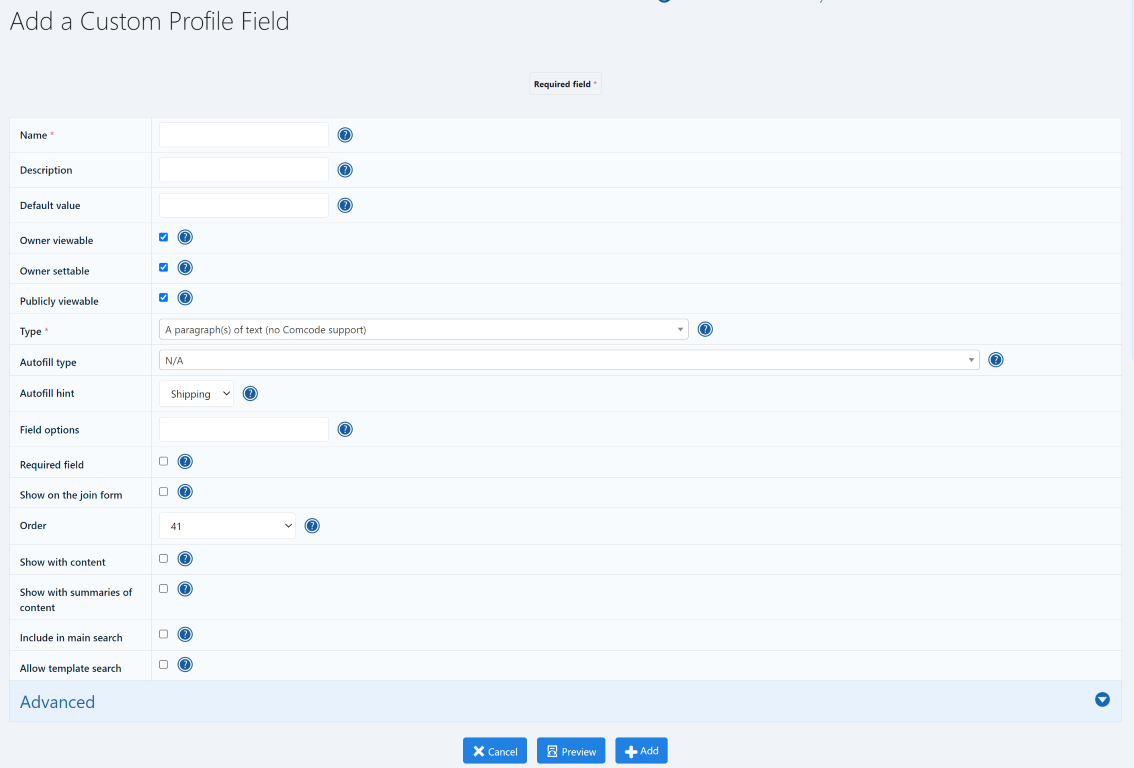 Add a Custom Profile Field
Required field *
Name *
Description
Default value
Owner viewable
Owner settable
Publicly viewable
Type *
A paragraph(s) of text (no Comcode support)
Autofill type
N/A
Autofill hint
Shipping
Field options
Required field
Show on the join form
Order
41
Show with content
Show with summaries of
content
Include in main search
Allow template search
Advanced
Cancel
Preview
Add